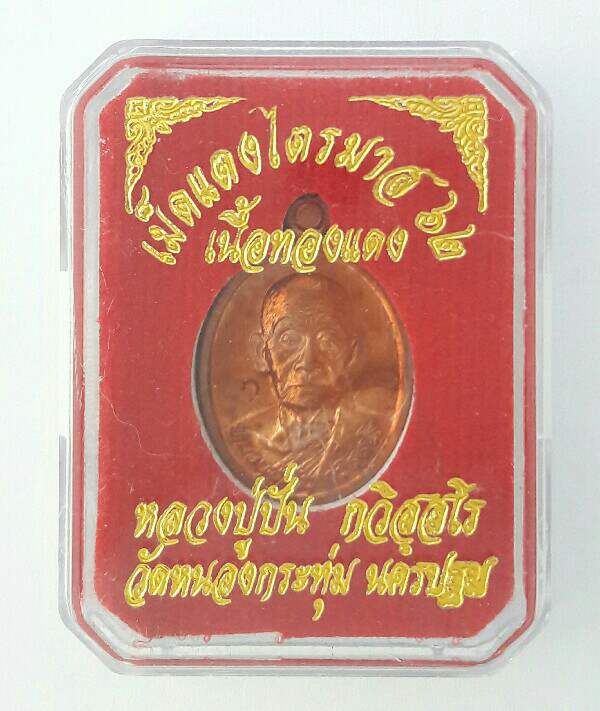 เม็ดแตงไตรมาส ๖๒
เนื้อทองแดง
หลวงปู่ปั่น กวิสฺสโร
วัดหนองกระทุ่ม นครปฐม